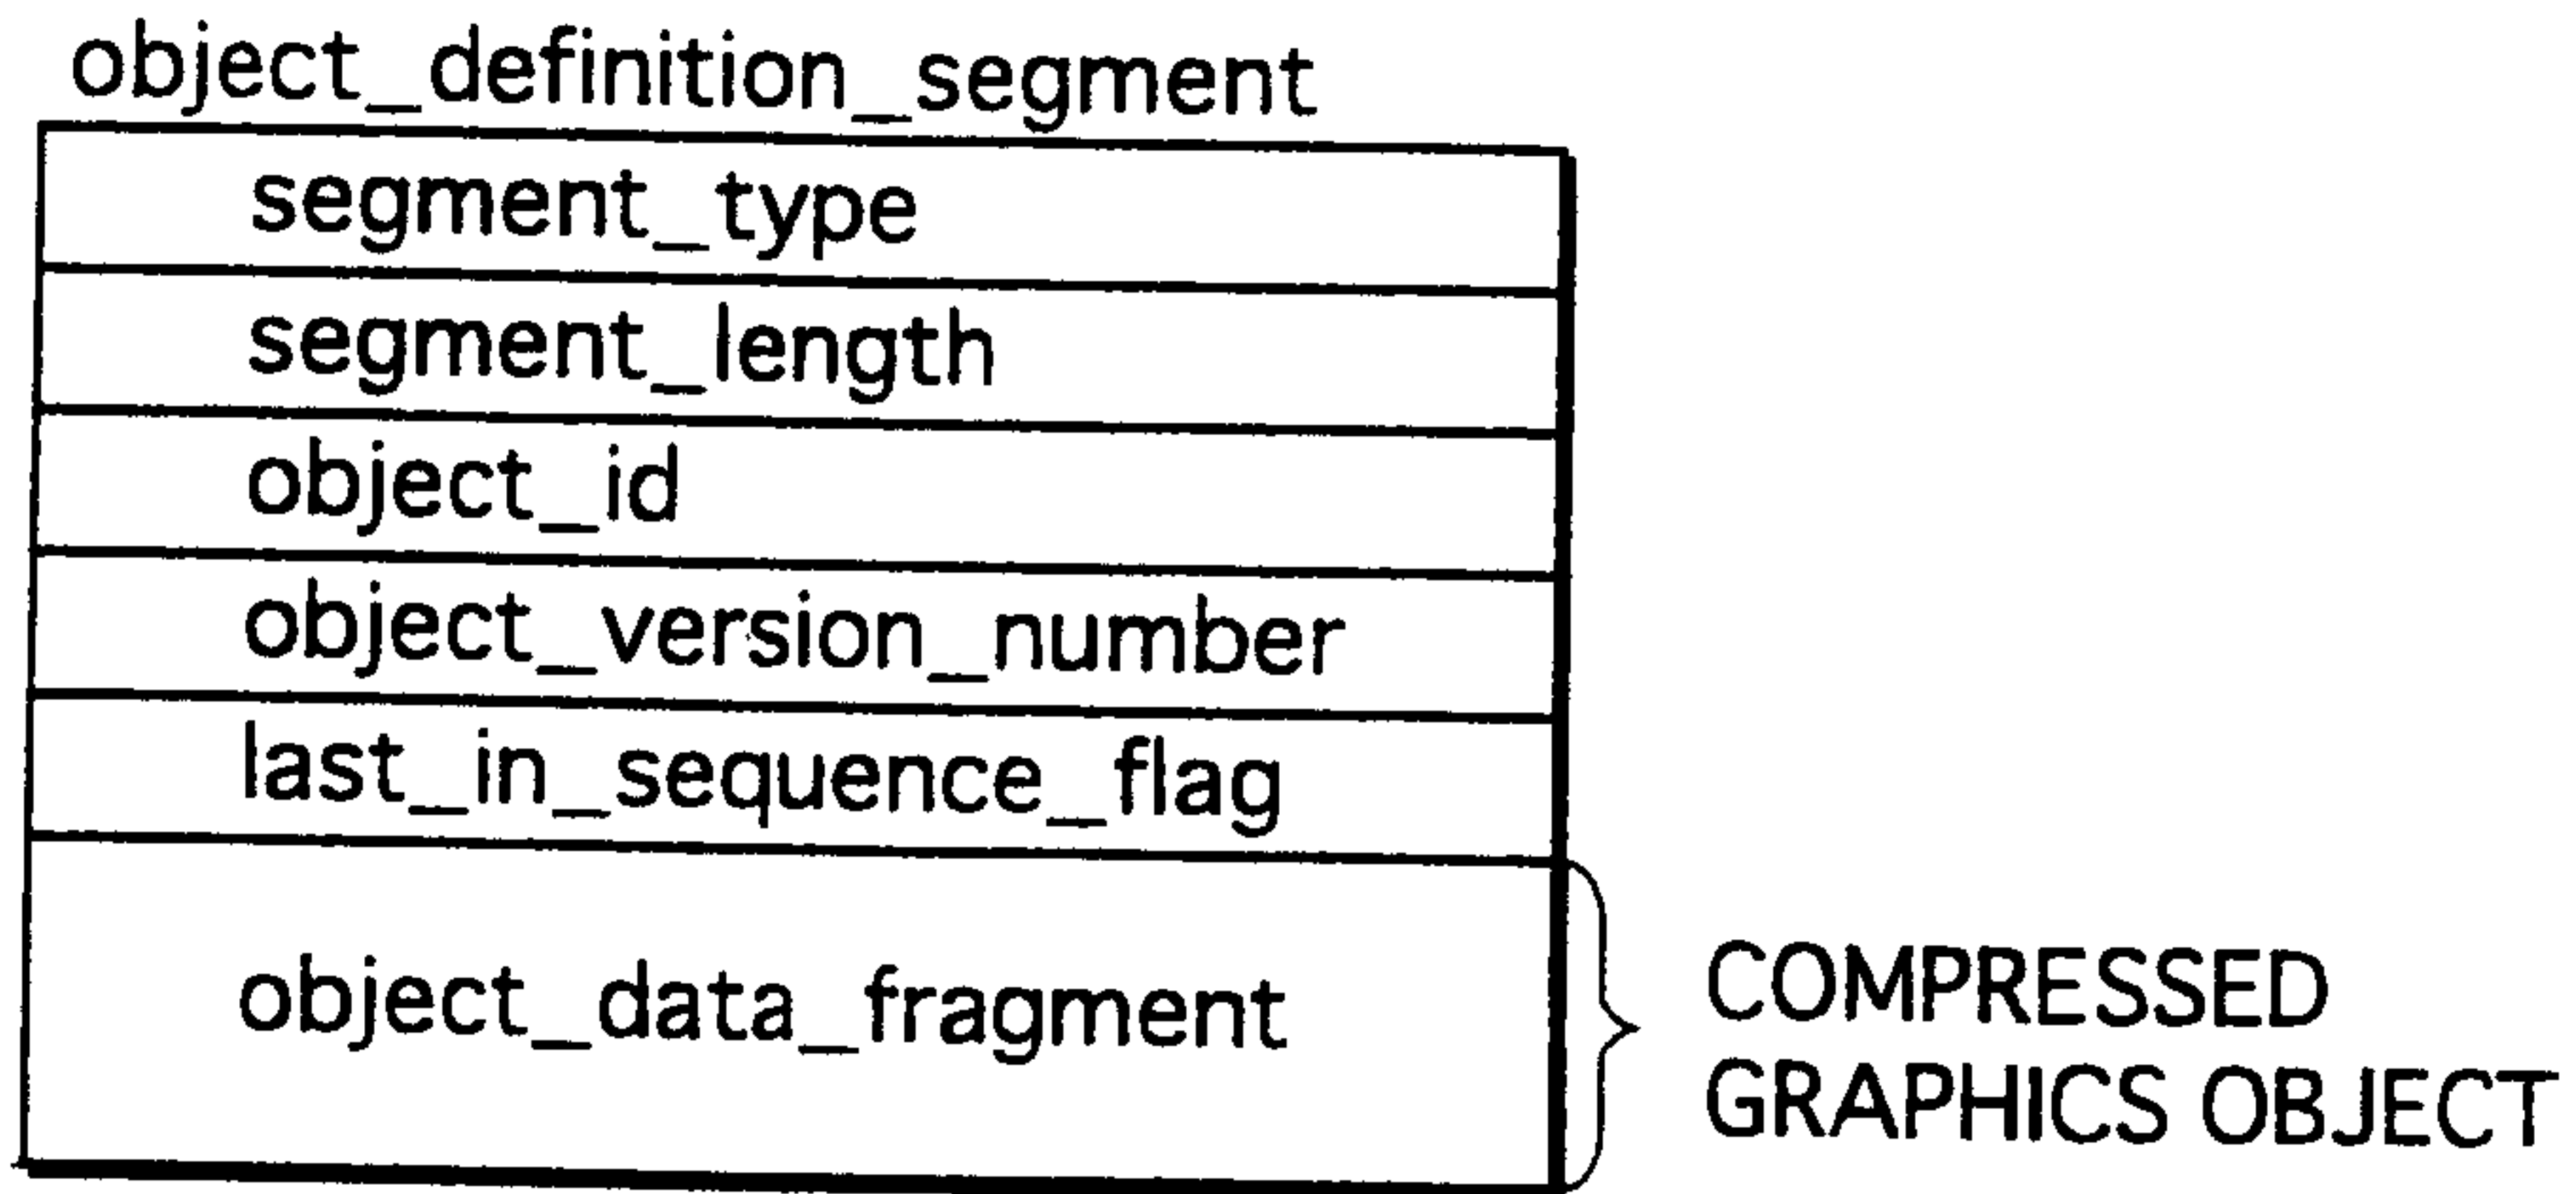 object_definition_segment
segment_type
segment_length
object_id
object_version_number
last_in_sequence_flag
object_data_fragment
COMPRESSED
GRAPHICS OBJECT